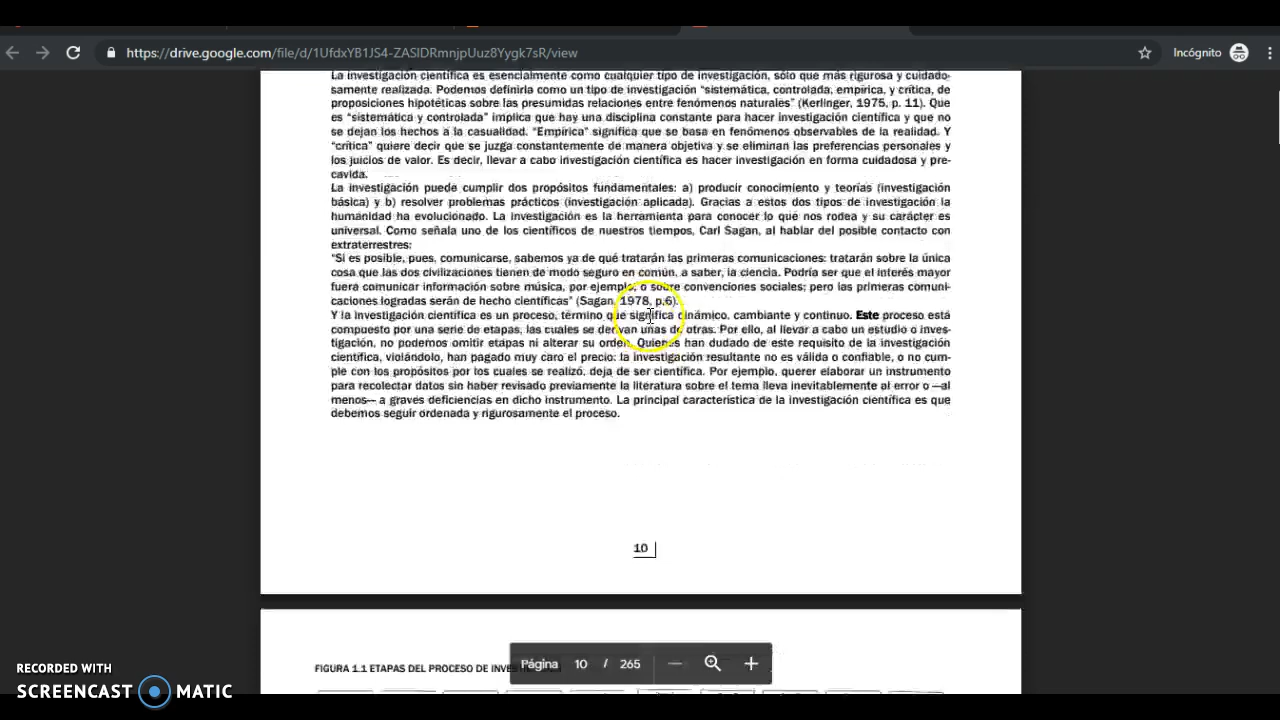 https://drive.google.com/file/d/1UfdxYB1JS4-ZASIDRmnjpUuz8Yygk7sR/view
Incógnito
La investigación científica es esencialmente como cualquier tipo de investigación, sólo que más rigurosa y cuidado-
samente realizada. Podemos definirla como un tipo de investigación “sistemática, controlada, empírica, y crítica, de
proposiciones hipotéticas sobre las presumidas relaciones entre fenómenos naturales” (Kerlinger, 1975, p. 11). Que
es “sistemática y controlada” implica que hay una disciplina constante para hacer investigación científica y que no
se dejan los hechos a la casualidad. “Empírica” significa que se basa en fenómenos observables de la realidad. Y
“crítica” quiere decir que se juzga constantemente de manera objetiva y se eliminan las preferencias personales y
los juicios de valor. Es decir, llevar a cabo investigación científica es hacer investigación en forma cuidadosa y pre-
cavida.
La investigación puede cumplir dos propósitos fundamentales: a) producir conocimiento y teorías (investigación
básica) y b) resolver problemas prácticos (investigación aplicada). Gracias a estos dos tipos de investigación la
humanidad ha evolucionado. La investigación es la herramienta para conocer lo qué nos rodea y su carácter es
universal. Como señala uno de los científicos de nuestros tiempos, Carl Sagan, al hablar del posible contacto con
extraterrestres:
“Si es posible, pues, comunicarse, sabemos ya de qué tratarán las primeras comunicaciones: tratarán sobre la única
cosa que las dos civilizaciones tienen de modo seguro en común, a saber, la ciencia. Podría ser que el interés mayor
fuera comunicar información sobre música, por ejemplo, o sobre convenciones sociales; pero las primeras comuni-
caciones logradas serán de hecho científicas” (Sagan, 1978, p.6).
Y la investigación científica es un proceso, término que significa dinámico, cambiante y continuo. Este proceso está
compuesto por una serie de etapas, las cuales se derivan unas de otras. Por ello, al llevar a cabo un estudio o inves-
tigación, no podemos omitir etapas ni alterar su orden. Quienes han dudado de este requisito de la investigación
científica, violándolo, han pagado muy caro el precio: la investigación resultante no es válida o confiable, o no cum-
ple con los propósitos por los cuales se realizó, deja de ser científica. Por ejemplo, querer elaborar un instrumento
para recolectar datos sin haber revisado previamente la literatura sobre el tema lleva inevitablemente al error o —al
menos— a graves deficiencias en dicho instrumento. La principal característica de la investigación científica es que
debemos seguir ordenada y rigurosamente el proceso.
10
FIGURA 1.1 ETAPAS DEL PROCESO DE
Página 10 / 265
RECORDED WITH
SCREENCAST MATIC